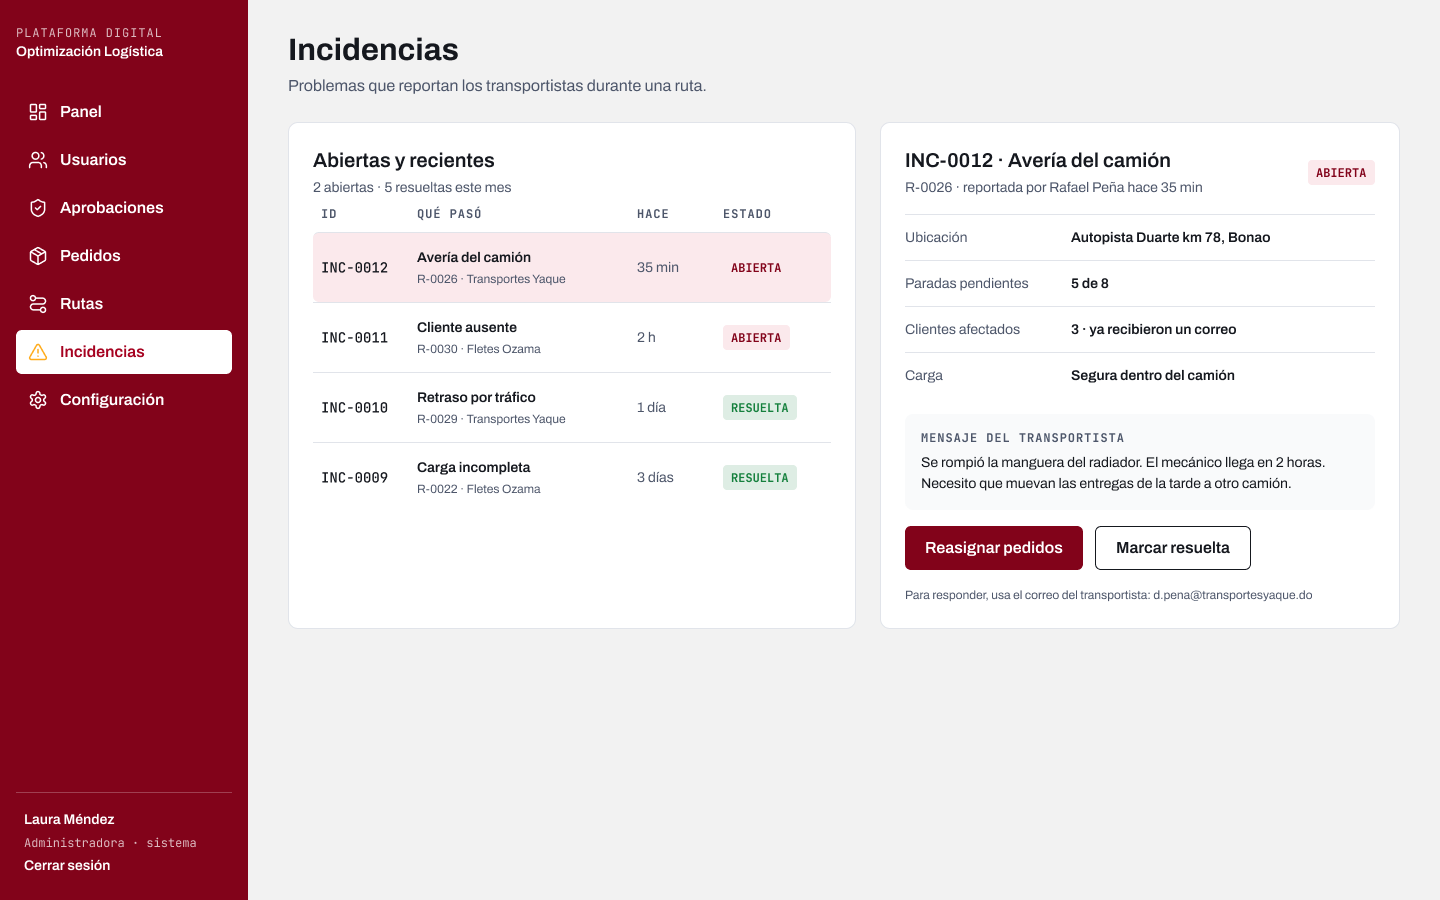 PLATAFORMA DIGITAL
Optimización Logística
Panel
Usuarios
Aprobaciones
Pedidos
Rutas
Incidencias
Configuración
Laura Méndez
Administradora · sistema
Cerrar sesión
Incidencias
Problemas que reportan los transportistas durante una ruta.
Abiertas y recientes
2 abiertas · 5 resueltas este mes
ID QUÉ PASÓ HACE ESTADO
INC-0012 Avería del camión 35 min ABIERTA
R-0026 · Transportes Yaque
INC-0011 Cliente ausente 2 h ABIERTA
R-0030 · Fletes Ozama
INC-0010 Retraso por tráfico 1 día RESUELTA
R-0029 · Transportes Yaque
INC-0009 Carga incompleta 3 días RESUELTA
R-0022 · Fletes Ozama
INC-0012 · Avería del camión
ABIERTA
R-0026 · reportada por Rafael Peña hace 35 min
Ubicación Autopista Duarte km 78, Bonao
Paradas pendientes 5 de 8
Clientes afectados 3 · ya recibieron un correo
Carga Segura dentro del camión
MENSAJE DEL TRANSPORTISTA
Se rompió la manguera del radiador. El mecánico llega en 2 horas.
Necesito que muevan las entregas de la tarde a otro camión.
Reasignar pedidos Marcar resuelta
Para responder, usa el correo del transportista: d.pena@transportesyaque.do